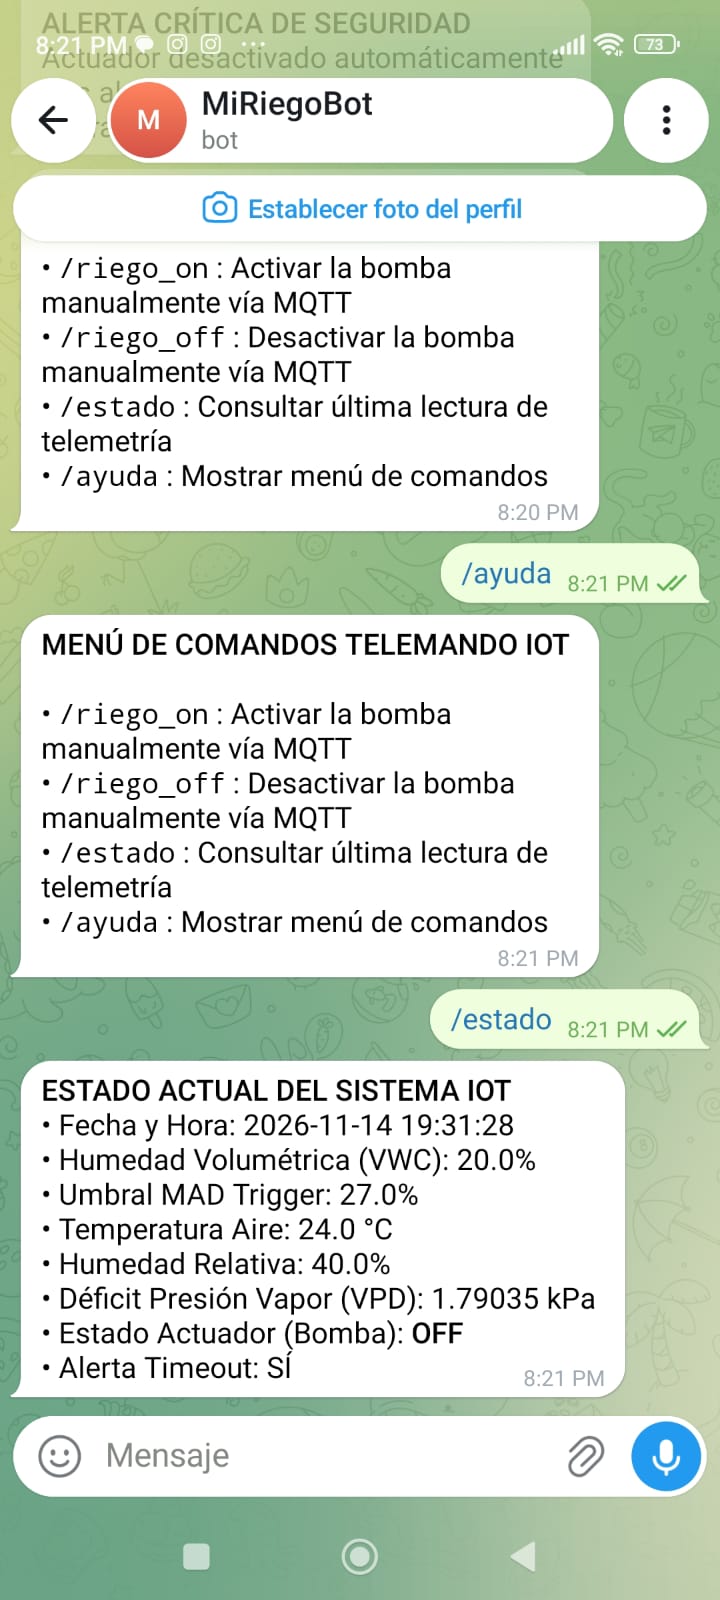 ALERTA CRÍTICA DE SEGURIDAD
8:21 PM
73
Actuador desactivado automáticamente
M
MiRiegoBot
bot
Establecer foto del perfil
• /riego_on : Activar la bomba
manualmente vía MQTT
• /riego_off : Desactivar la bomba
manualmente vía MQTT
• /estado : Consultar última lectura de
telemetría
• /ayuda : Mostrar menú de comandos
8:20 PM
/ayuda 8:21 PM
MENÚ DE COMANDOS TELEMANDO IOT
• /riego_on : Activar la bomba
manualmente vía MQTT
• /riego_off : Desactivar la bomba
manualmente vía MQTT
• /estado : Consultar última lectura de
telemetría
• /ayuda : Mostrar menú de comandos
8:21 PM
/estado 8:21 PM
ESTADO ACTUAL DEL SISTEMA IOT
• Fecha y Hora: 2026-11-14 19:31:28
• Humedad Volumétrica (VWC): 20.0%
• Umbral MAD Trigger: 27.0%
• Temperatura Aire: 24.0 °C
• Humedad Relativa: 40.0%
• Déficit Presión Vapor (VPD): 1.79035 kPa
• Estado Actuador (Bomba): OFF
• Alerta Timeout: SÍ
8:21 PM
Mensaje